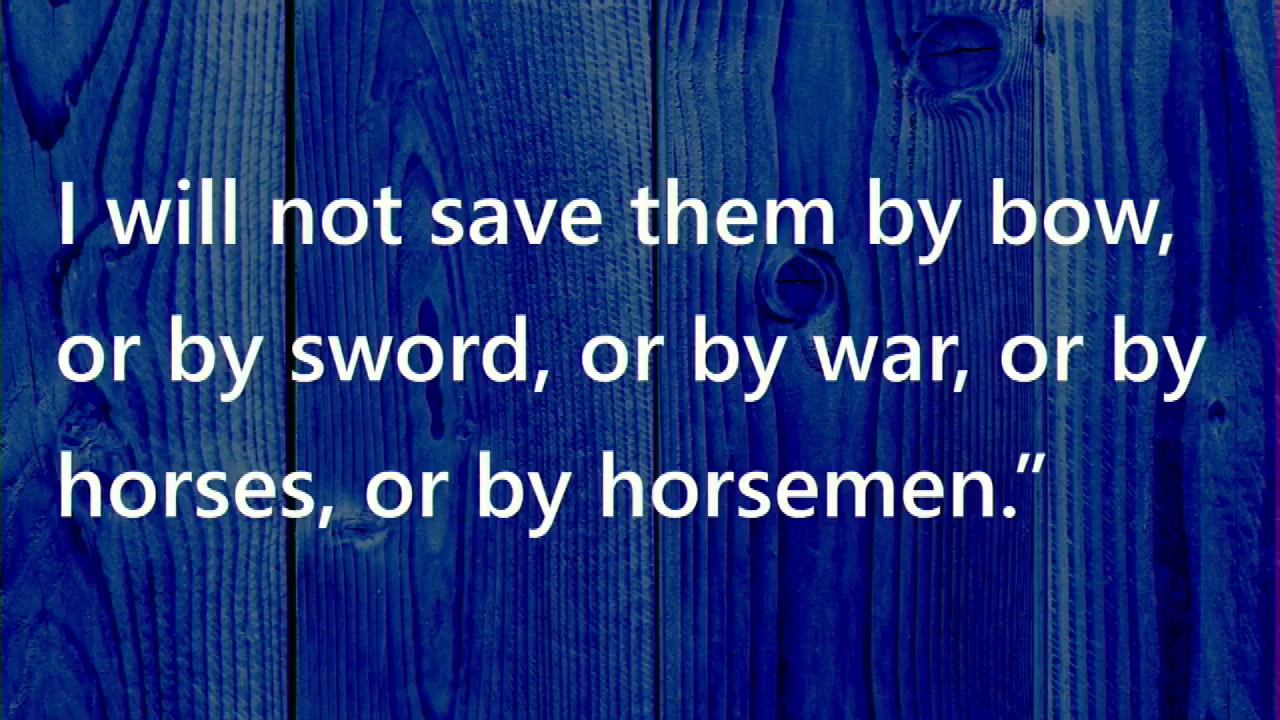 I will not save them by bow,
or by sword, or by war, or by
horses, or by horsemen.”